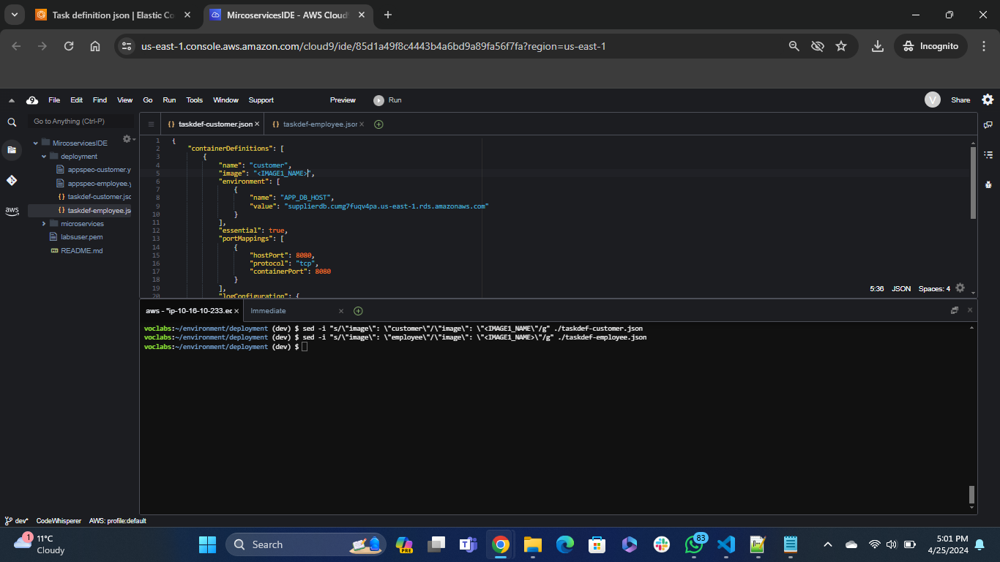 Task definition json | Elastic Co
MircoservicesIDE - AWS Cloud9
us-east-1.console.aws.amazon.com/cloud9/ide/85d1a49f8c4443b4a6bd9a89fa56f7fa?region=us-east-1
Incognito
9 File Edit Find View Go Run Tools Window Support Preview Run V Share
Go to Anything (Ctrl-P)
{} taskdef-customer.json
{} taskdef-employee.json
MircoservicesIDE
deployment
appspec-customer.y
appspec-employee.y
{} taskdef-customer.jsc
{} taskdef-employee.js
microservices
labsuser.pem
README.md
aws
1 {
2 "containerDefinitions": [
3 {
4 "name": "customer",
5 "image": "<IMAGE1_NAME>",
6 "environment": [
7 {
8 "name": "APP_DB_HOST",
9 "value": "supplierdb.cumg7fuqv4pa.us-east-1.rds.amazonaws.com"
10 }
11 ],
12 "essential": true,
13 "portMappings": [
14 {
15 "hostPort": 8080,
16 "protocol": "tcp",
17 "containerPort": 8080
18 }
19 ],
20 "logConfiguration": {
5:36 JSON Spaces: 4
aws - "ip-10-16-10-233.ec
Immediate
voclabs:~/environment/deployment (dev) $ sed -i "s/\"image\": \"customer\"/\"image\": \"<IMAGE1_NAME\"/g" ./taskdef-customer.json
voclabs:~/environment/deployment (dev) $ sed -i "s/\"image\": \"employee\"/\"image\": \"<IMAGE1_NAME>\"/g" ./taskdef-employee.json
voclabs:~/environment/deployment (dev) $
dev* CodeWhisperer AWS: profile:default
1
11°C
Cloudy
Search
PRE
83
5:01 PM
4/25/2024